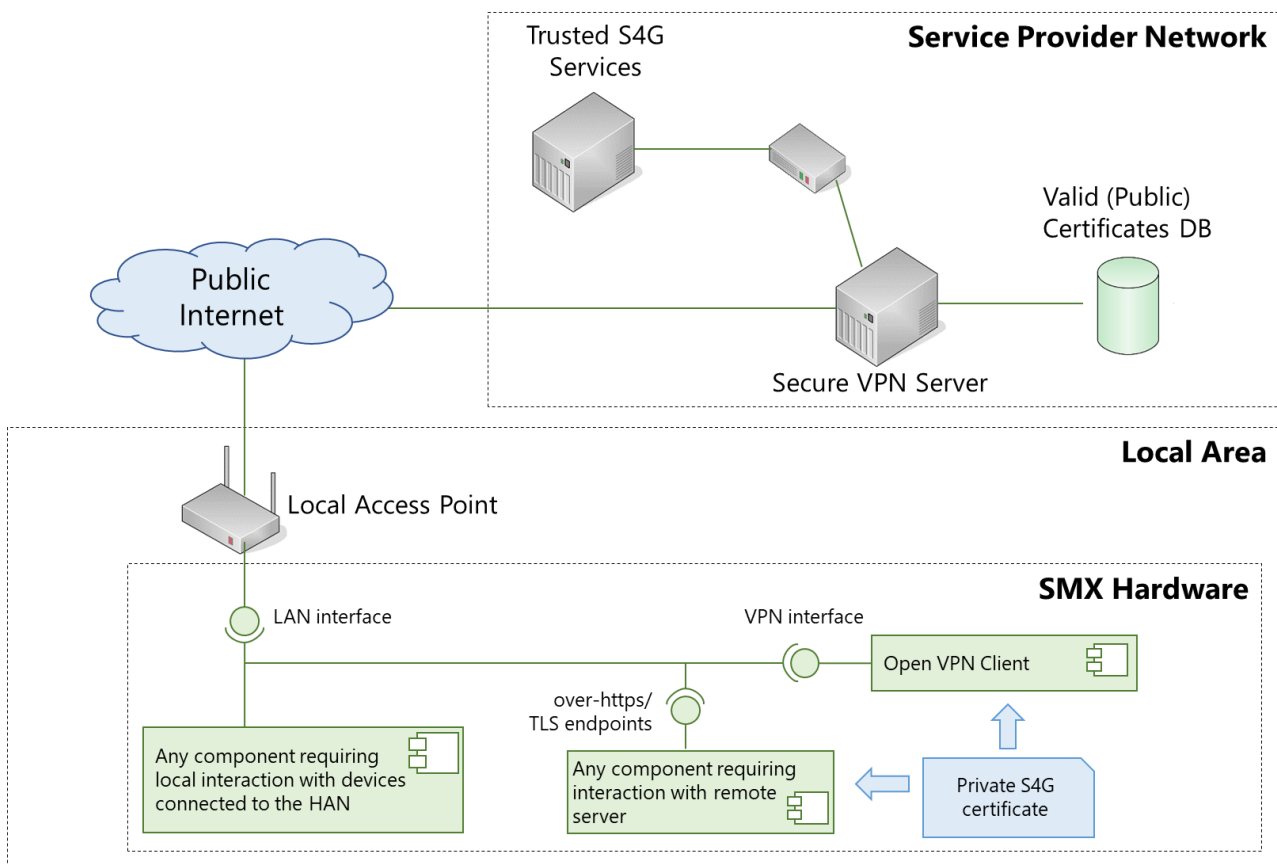 Service Provider Network
Trusted S4G
Services
Valid (Public)
Certificates DB
Public
Internet
Secure VPN Server
Local Area
Local Access Point
SMX Hardware
LAN interface
VPN interface
Open VPN Client
over-https/
TLS endpoints
Any component requiring
local interaction with devices
connected to the HAN
Any component requiring
interaction with remote
server
Private S4G
certificate